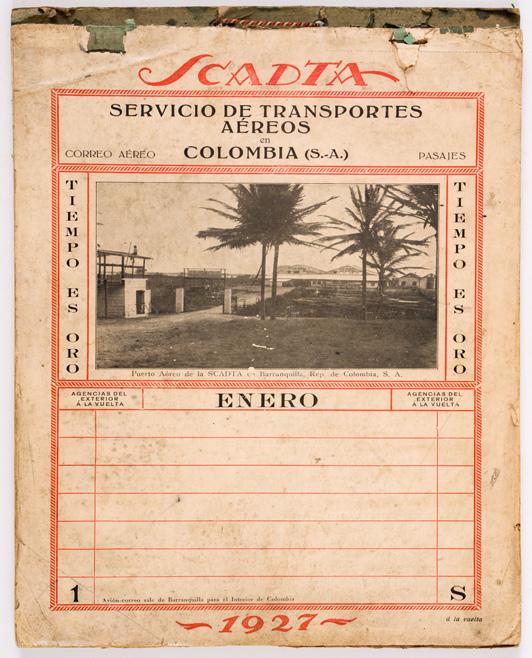 SCADTA
SERVICIO DE TRANSPORTES
AÉREOS
en
CORREO AÉREO COLOMBIA (S.-A.) PASAJES
TIEMPO ES ORO
TIEMPO ES ORO
Puerto Aéreo de la SCADTA en Barranquilla, Rep. de Colombia, S. A.
AGENCIAS DEL
EXTERIOR
A LA VUELTA
ENERO
AGENCIAS DEL
EXTERIOR
A LA VUELTA
1 Avión-correo sale de Barranquilla para el Interior de Colombia S
1927
á la vuelta